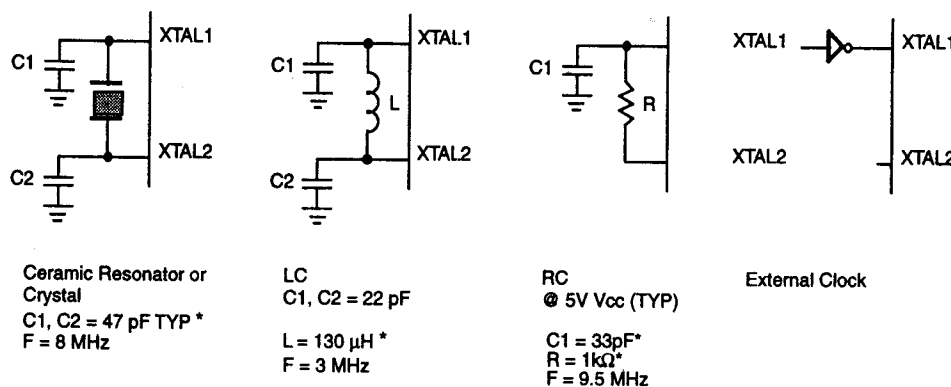 XTAL1
C1
XTAL2
C2
Ceramic Resonator or
Crystal
C1, C2 = 47 pF TYP *
F = 8 MHz
XTAL1
C1
L
XTAL2
C2
LC
C1, C2 = 22 pF
L = 130 µH *
F = 3 MHz
XTAL1
C1
R
XTAL2
RC
@ 5V Vcc (TYP)
C1 = 33pF*
R = 1kΩ*
F = 9.5 MHz
XTAL1
XTAL1
XTAL2
XTAL2
External Clock